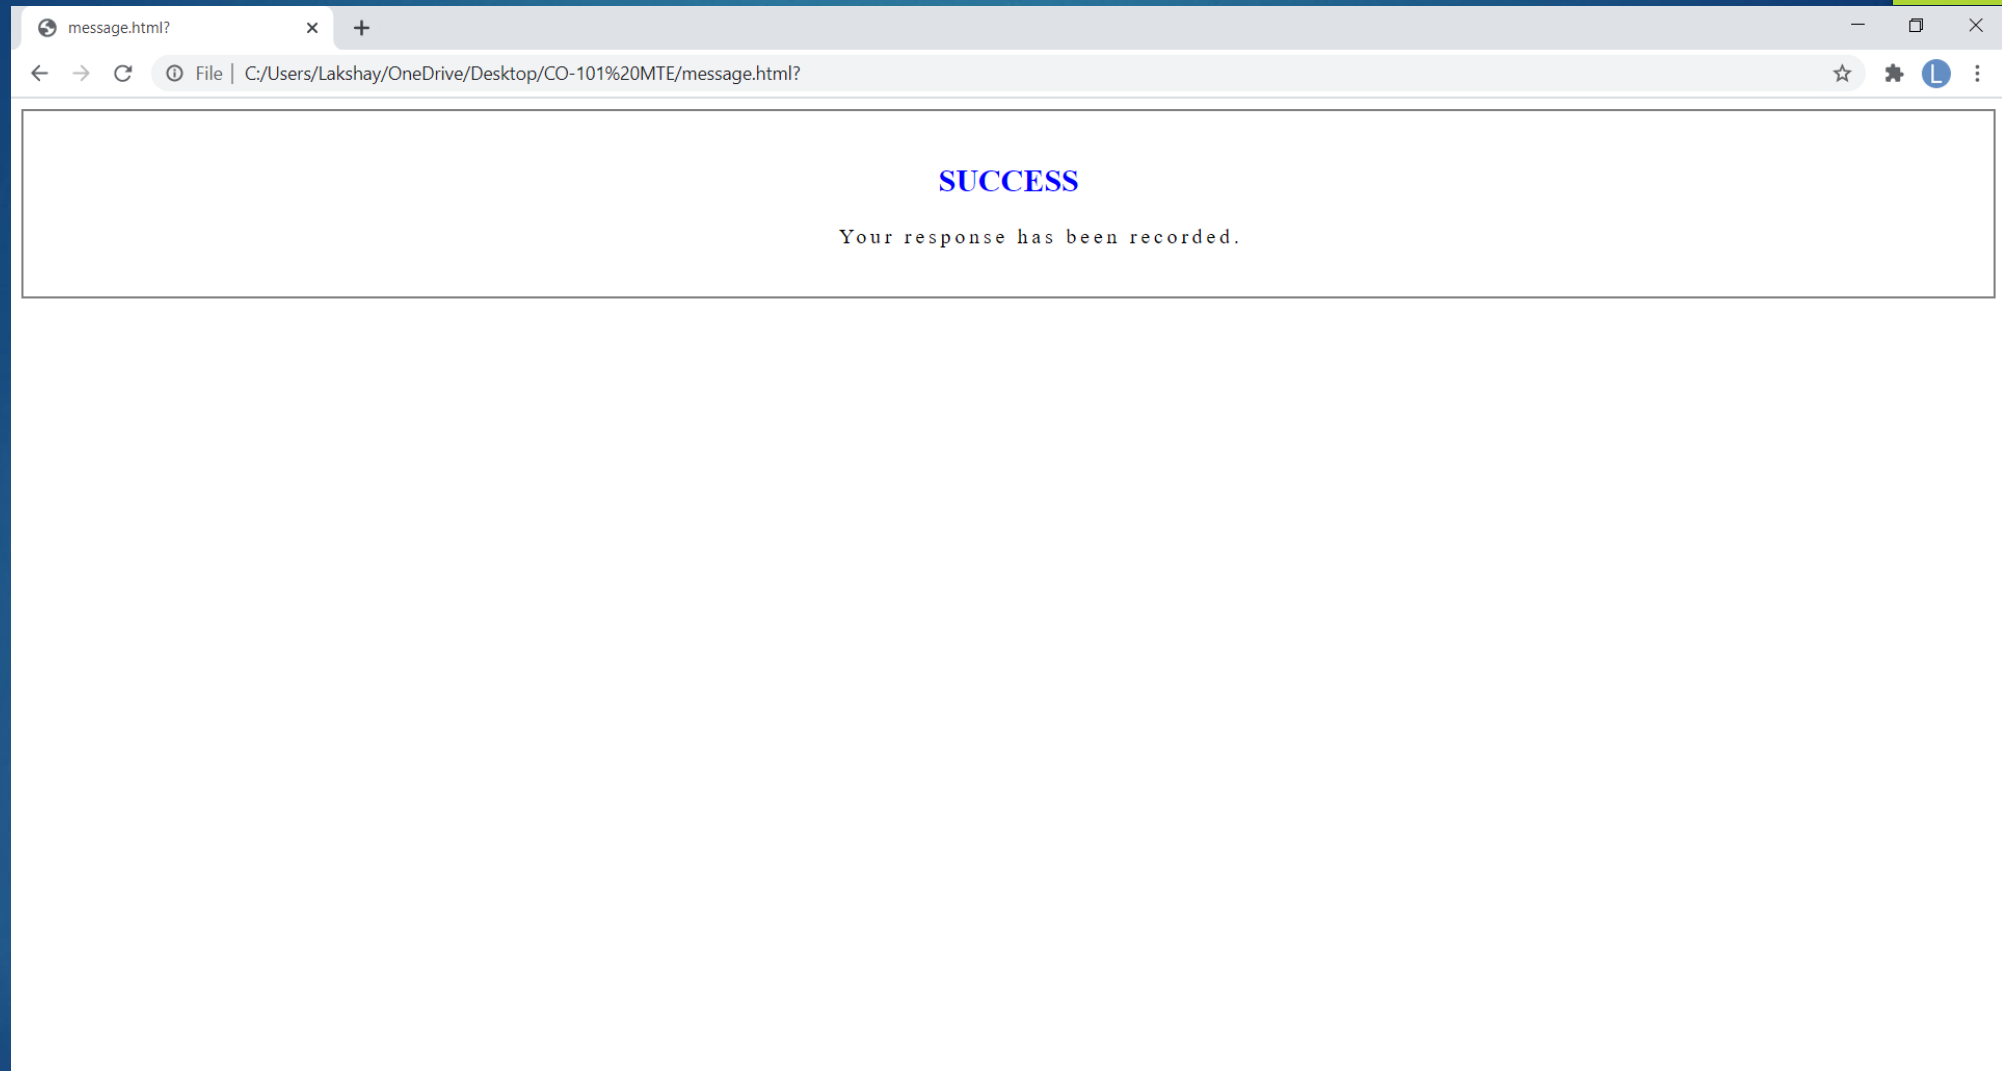 message.html?
File | C:/Users/Lakshay/OneDrive/Desktop/CO-101%20MTE/message.html?
L
SUCCESS
Your response has been recorded.